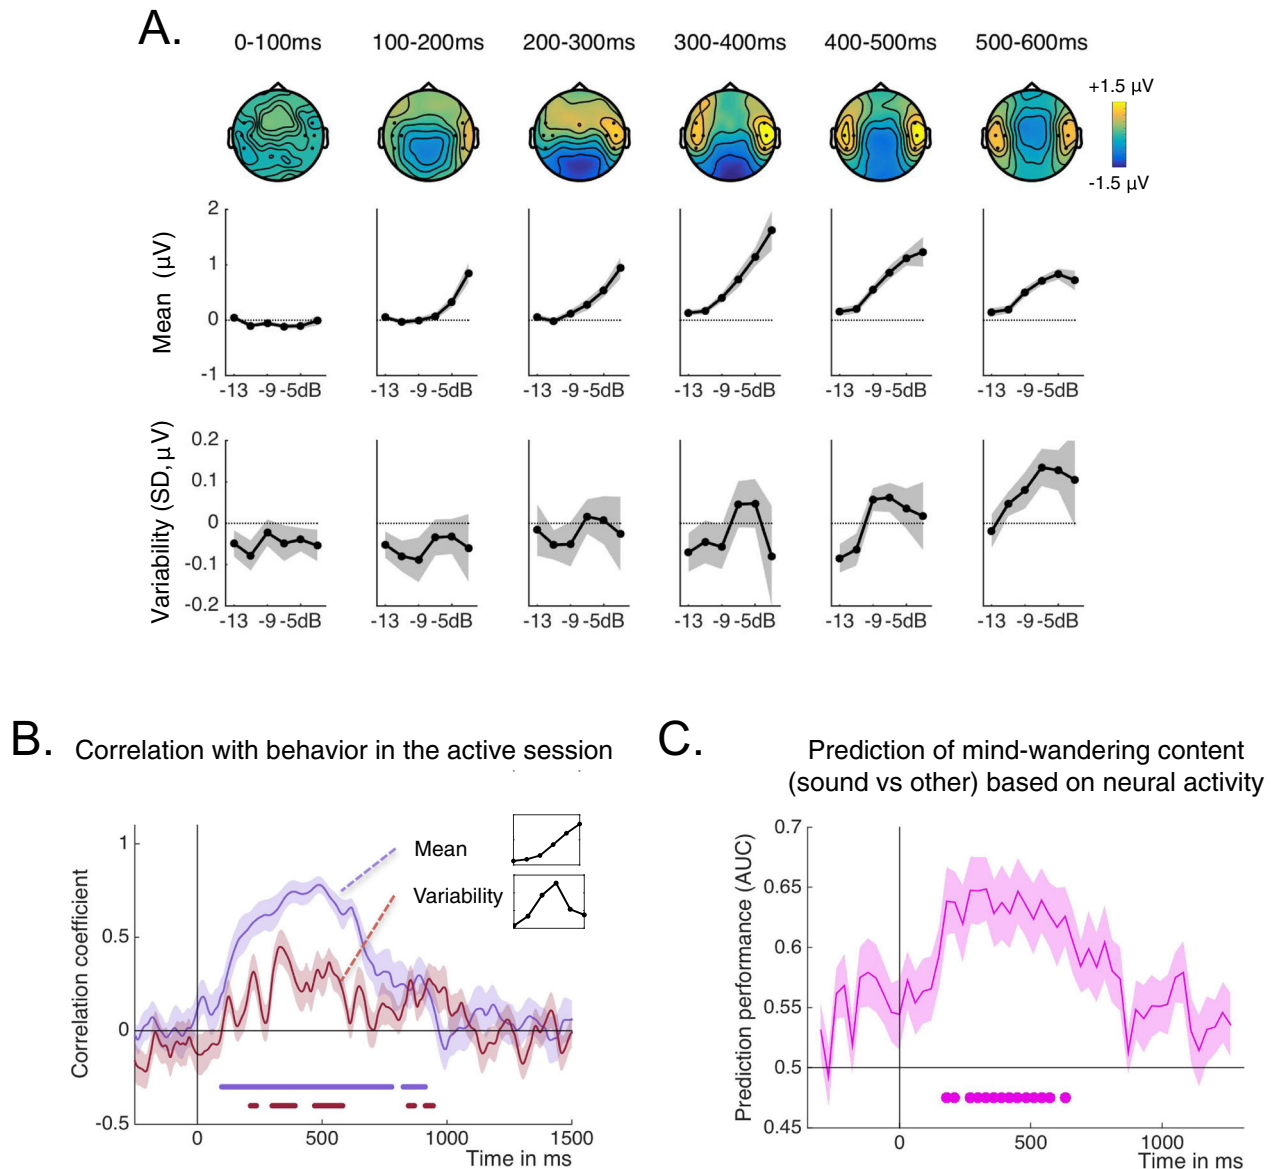 A.
0-100ms 100-200ms 200-300ms 300-400ms 400-500ms 500-600ms
+1.5 µV
-1.5 µV
Mean (µV)
2
1
0
-1
-13 -9 -5dB -13 -9 -5dB -13 -9 -5dB -13 -9 -5dB -13 -9 -5dB -13 -9 -5dB
Variability (SD, µV)
0.2
0.1
0
-0.1
-0.2
-13 -9 -5dB -13 -9 -5dB -13 -9 -5dB -13 -9 -5dB -13 -9 -5dB -13 -9 -5dB
B.
Correlation with behavior in the active session
Correlation coefficient
1
0.5
0
-0.5
Mean
Variability
0 500 1000 1500
Time in ms
C.
Prediction of mind-wandering content
(sound vs other) based on neural activity
Prediction performance (AUC)
0.7
0.65
0.6
0.55
0.5
0.45
0 500 1000
Time in ms